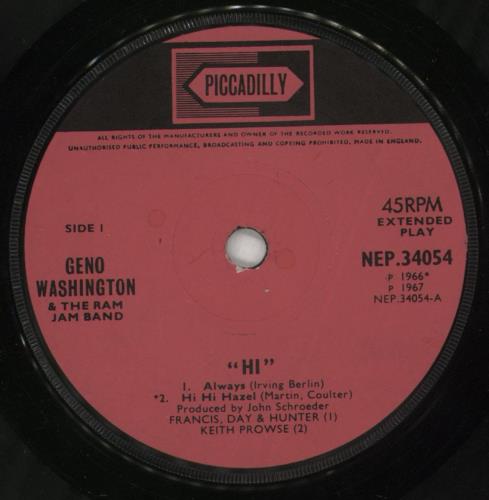 PICCADILLY
ALL RIGHTS OF THE MANUFACTURERS AND OWNER OF THE RECORDED WORK RESERVED.
UNAUTHORISED PUBLIC PERFORMANCE, BROADCASTING AND COPYING PROHIBITED. MADE IN ENGLAND.
SIDE 1
45RPM
EXTENDED
PLAY
GENO
WASHINGTON
& THE RAM
JAM BAND
NEP.34054
P 1966*
P 1967
NEP.34054-A
"HI"
1. Always (Irving Berlin)
*2. Hi Hi Hazel (Martin, Coulter)
Produced by John Schroeder
FRANCIS, DAY & HUNTER (1)
KEITH PROWSE (2)